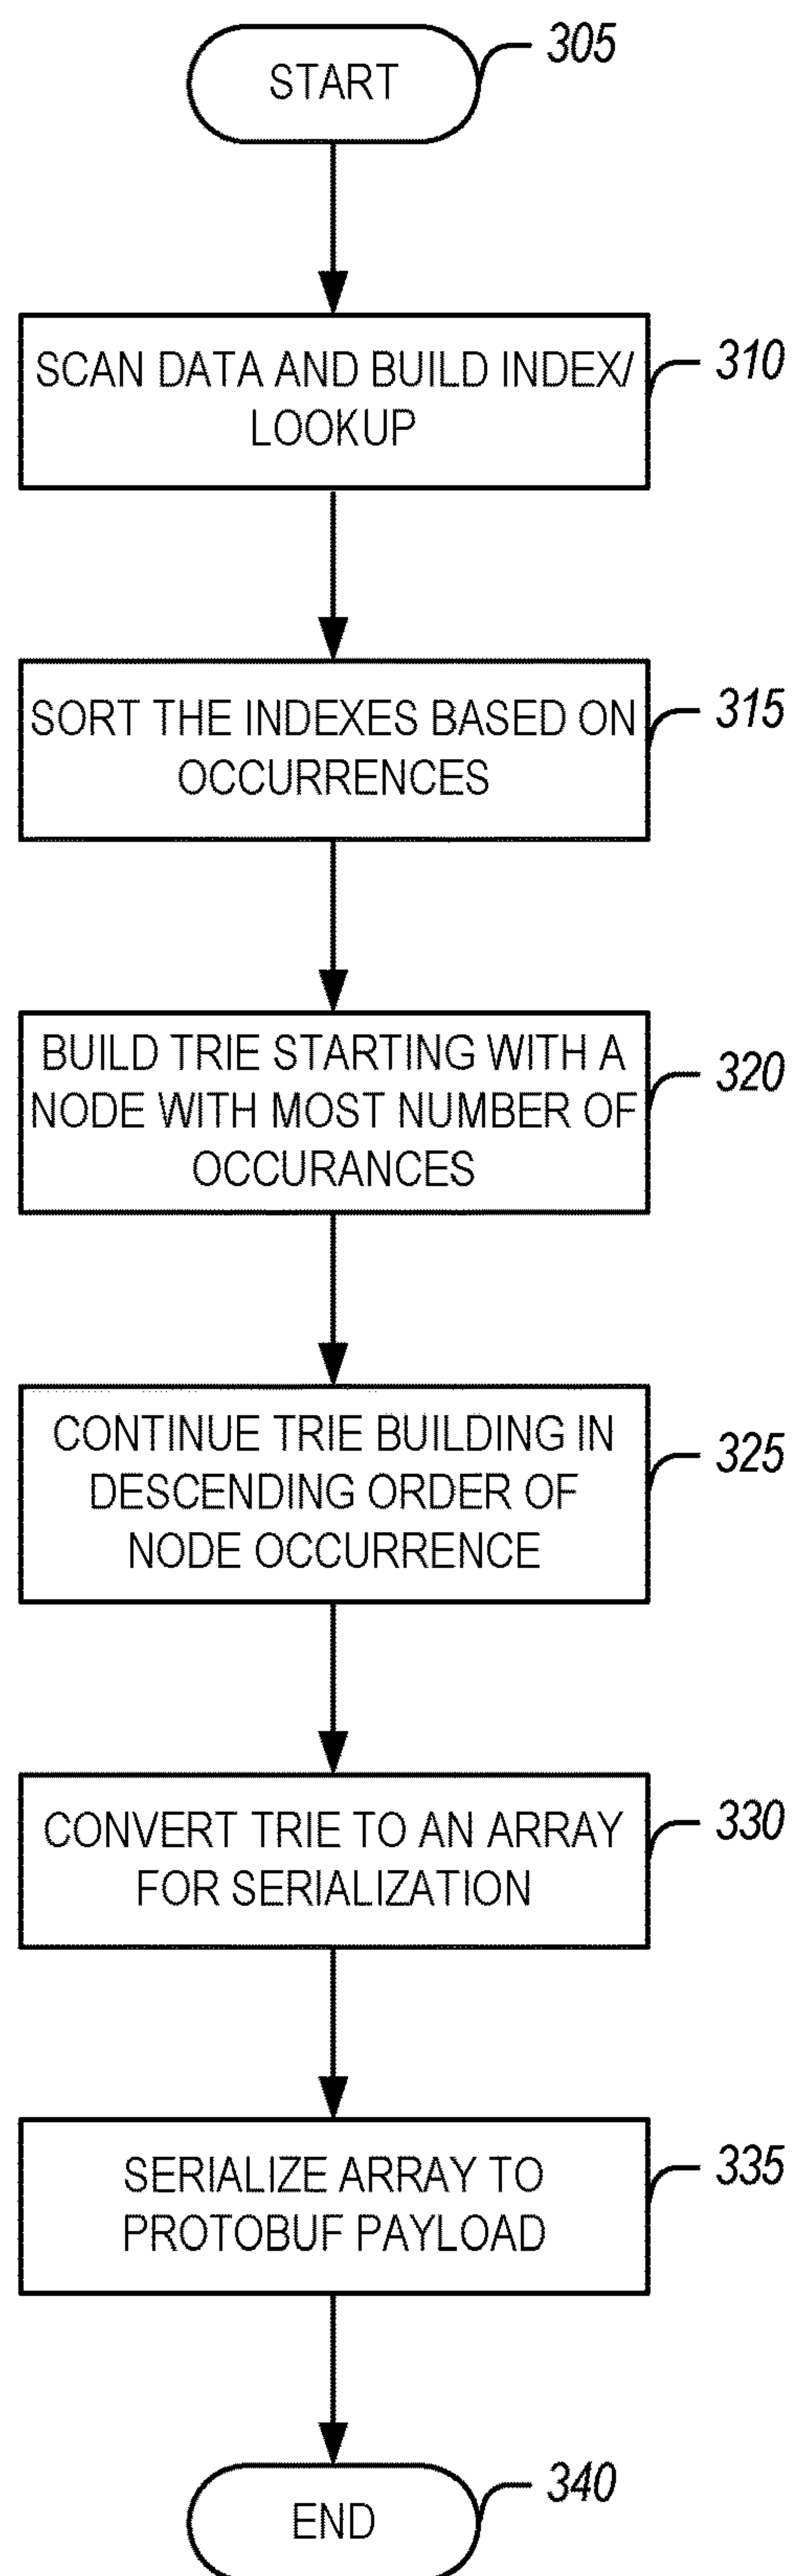 START
305
SCAN DATA AND BUILD INDEX/
LOOKUP
310
SORT THE INDEXES BASED ON
OCCURRENCES
315
BUILD TRIE STARTING WITH A
NODE WITH MOST NUMBER OF
OCCURANCES
320
CONTINUE TRIE BUILDING IN
DESCENDING ORDER OF
NODE OCCURRENCE
325
CONVERT TRIE TO AN ARRAY
FOR SERIALIZATION
330
SERIALIZE ARRAY TO
PROTOBUF PAYLOAD
335
END
340